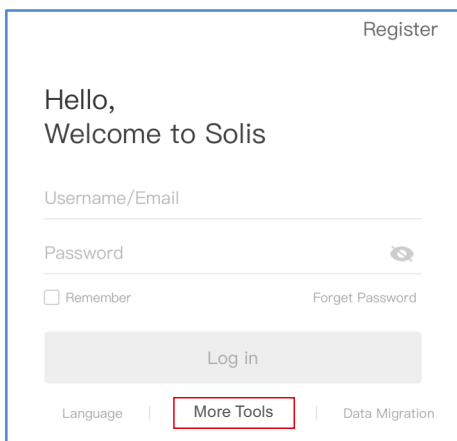 Register
Hello,
Welcome to Solis
Username/Email
Password
Remember Forget Password
Log in
Language More Tools Data Migration